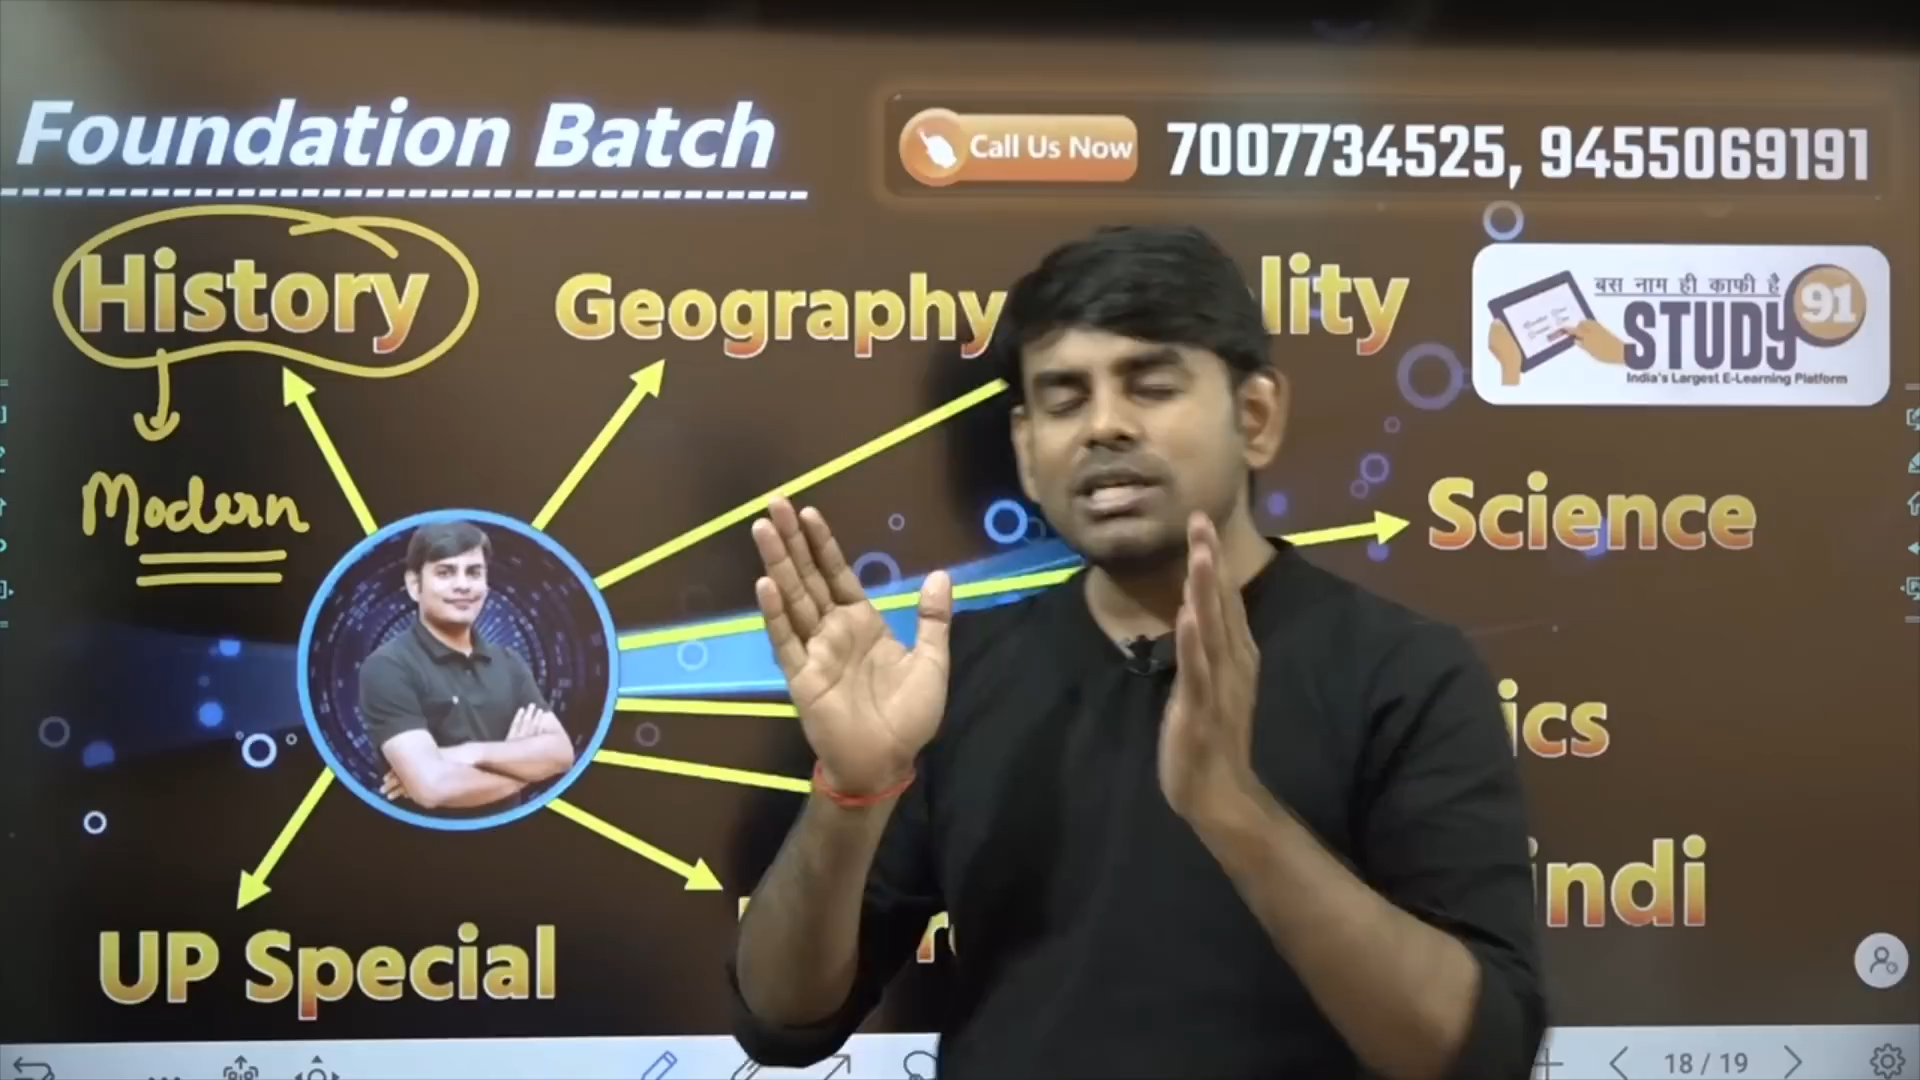 Foundation Batch
Call Us Now 7007734525, 9455069191
History
Geography
lity
बस नाम ही काफी है
STUDY 91
India's Largest E-Learning Platform
Modern
Science
ics
indi
UP Special
18 / 19